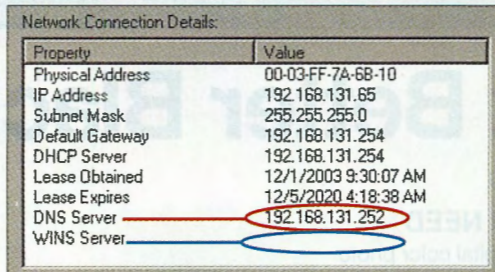 Network Connection Details:
Property Value
Physical Address 00-03-FF-7A-6B-10
IP Address 192.168.131.65
Subnet Mask 255.255.255.0
Default Gateway 192.168.131.254
DHCP Server 192.168.131.254
Lease Obtained 12/1/2003 9:30:07 AM
Lease Expires 12/5/2020 4:18:38 AM
DNS Server 192.168.131.252
WINS Server